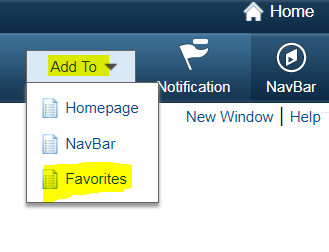 Home
Add To
Notification
NavBar
Homepage
New Window | Help
NavBar
Favorites